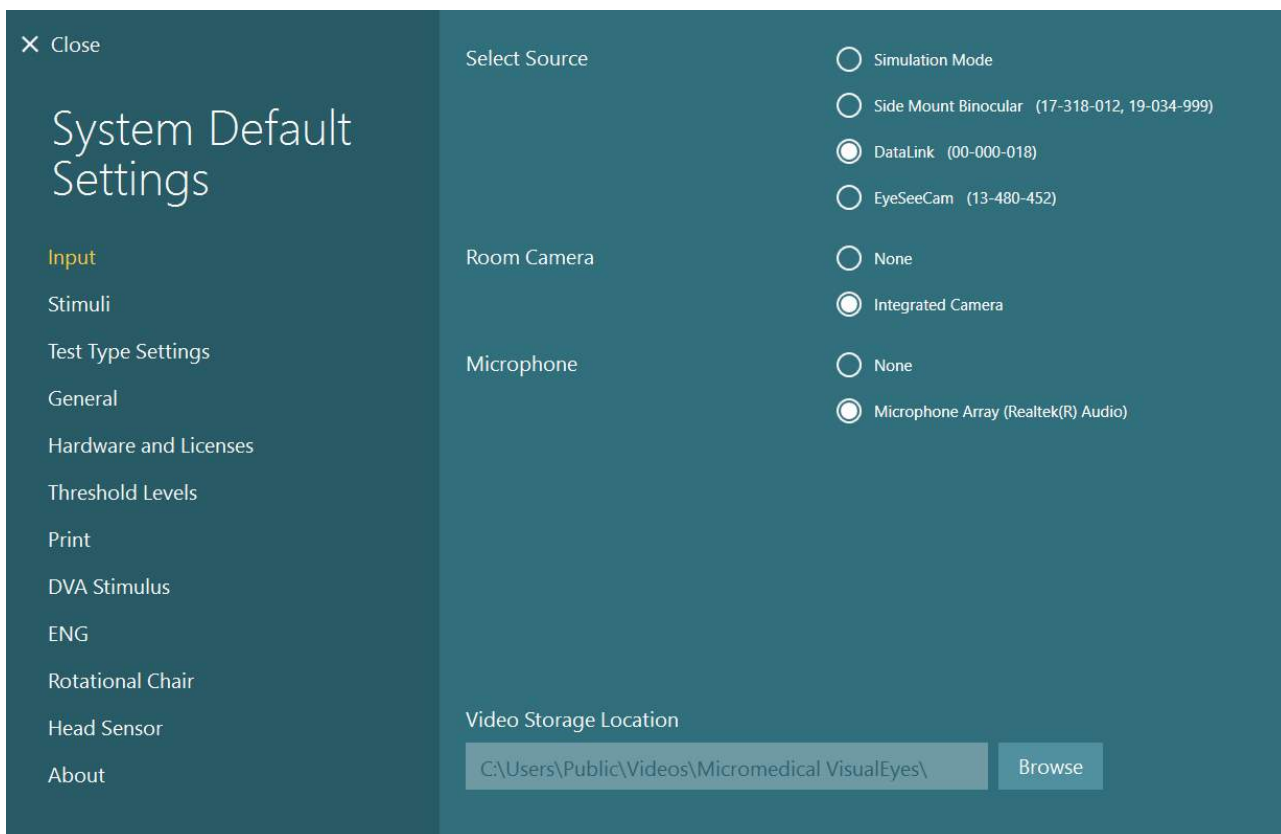 Close
System Default
Settings
Input
Stimuli
Test Type Settings
General
Hardware and Licenses
Threshold Levels
Print
DVA Stimulus
ENG
Rotational Chair
Head Sensor
About
Select Source
Simulation Mode
Side Mount Binocular (17-318-012, 19-034-999)
DataLink (00-000-018)
EyeSeeCam (13-480-452)
Room Camera
None
Integrated Camera
Microphone
None
Microphone Array (Realtek(R) Audio)
Video Storage Location
C:\Users\Public\Videos\Micromedical VisualEyes\
Browse